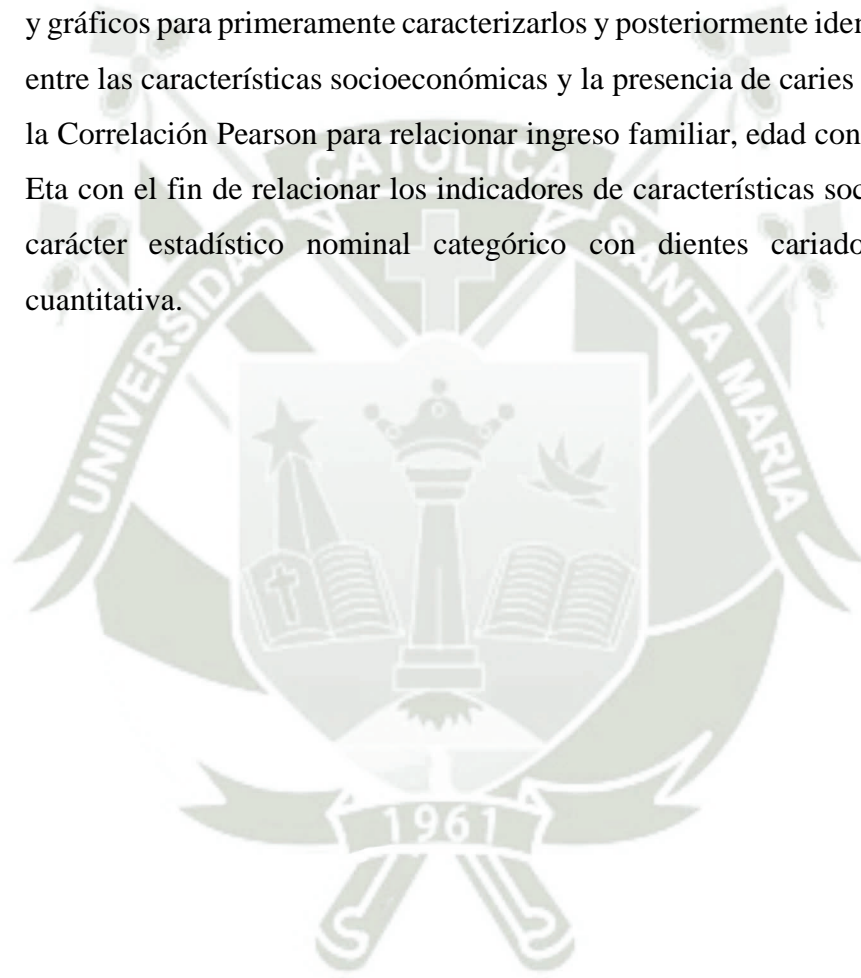 y gráficos para primeramente caracterizarlos y posteriormente iden
entre las características socioeconómicas y la presencia de caries
la Correlación Pearson para relacionar ingreso familiar, edad con
Eta con el fin de relacionar los indicadores de características soc
carácter estadístico nominal categórico con dientes cariado
cuantitativa.
UNIVERSIDAD CATOLICA SANTA MARIA
1961